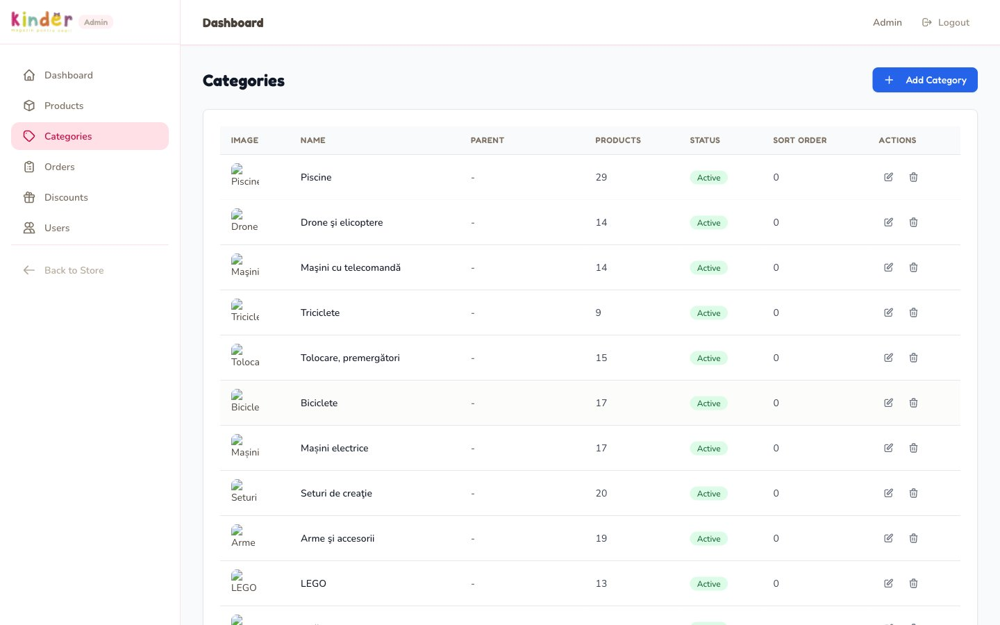 kinder
Magazin pentru copii
Admin
Dashboard
Admin
Logout
Dashboard
Products
Categories
Orders
Discounts
Users
Back to Store
Categories
Add Category
IMAGE NAME PARENT PRODUCTS STATUS SORT ORDER ACTIONS
Piscine Piscine - 29 Active 0
Drone Drone şi elicoptere - 14 Active 0
Maşini Maşini cu telecomandă - 14 Active 0
Tricicle Triciclete - 9 Active 0
Toloca Tolocare, premergători - 15 Active 0
Bicicle Biciclete - 17 Active 0
Mașini Mașini electrice - 17 Active 0
Seturi Seturi de creaţie - 20 Active 0
Arme Arme şi accesorii - 19 Active 0
LEGO LEGO - 13 Active 0